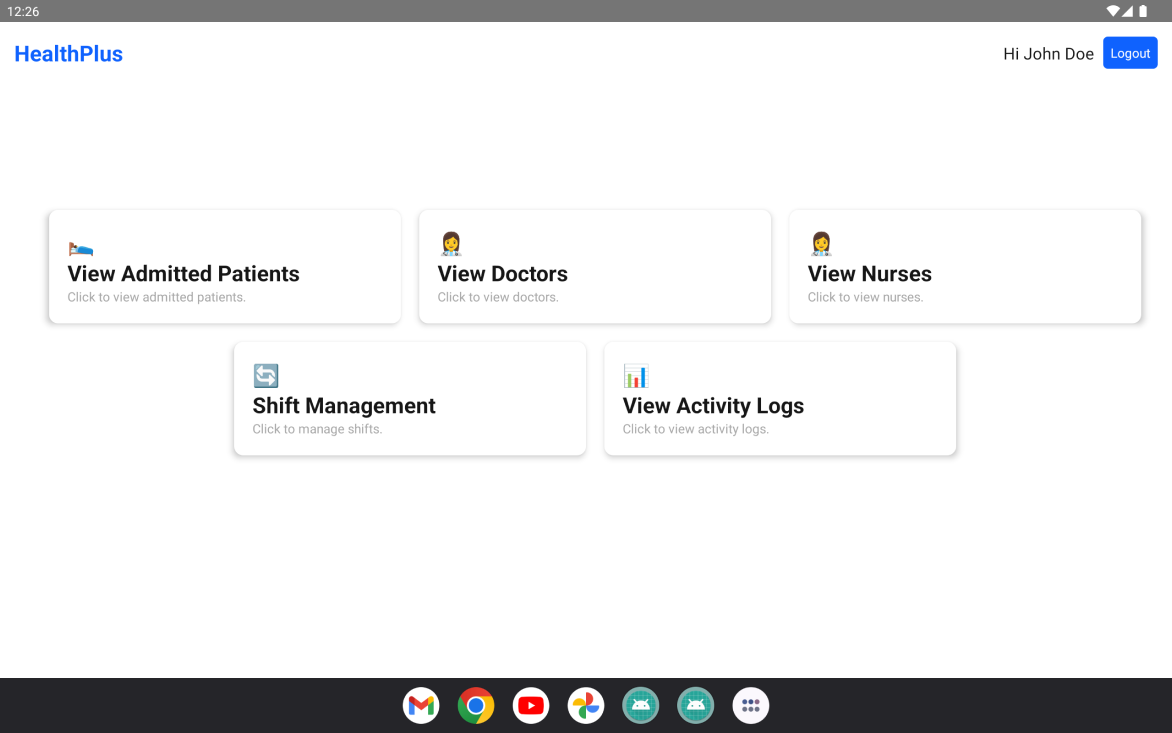 12:26
HealthPlus
Hi John Doe
Logout
View Admitted Patients
Click to view admitted patients.
View Doctors
Click to view doctors.
View Nurses
Click to view nurses.
Shift Management
Click to manage shifts.
View Activity Logs
Click to view activity logs.